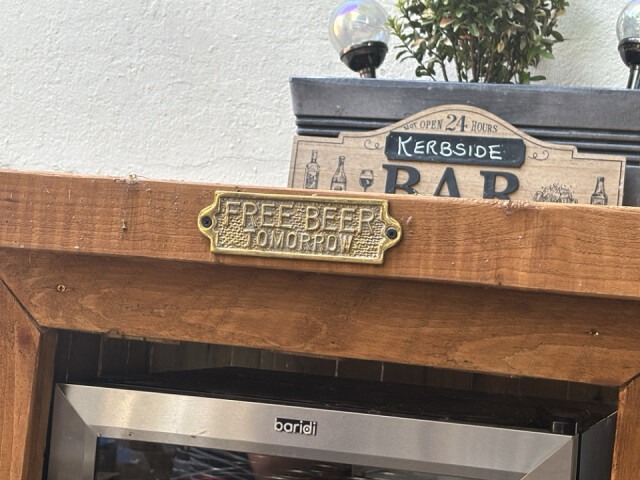 OPEN 24 HOURS
KERBSIDE
BAR
FREE BEER
TOMORROW
baridi